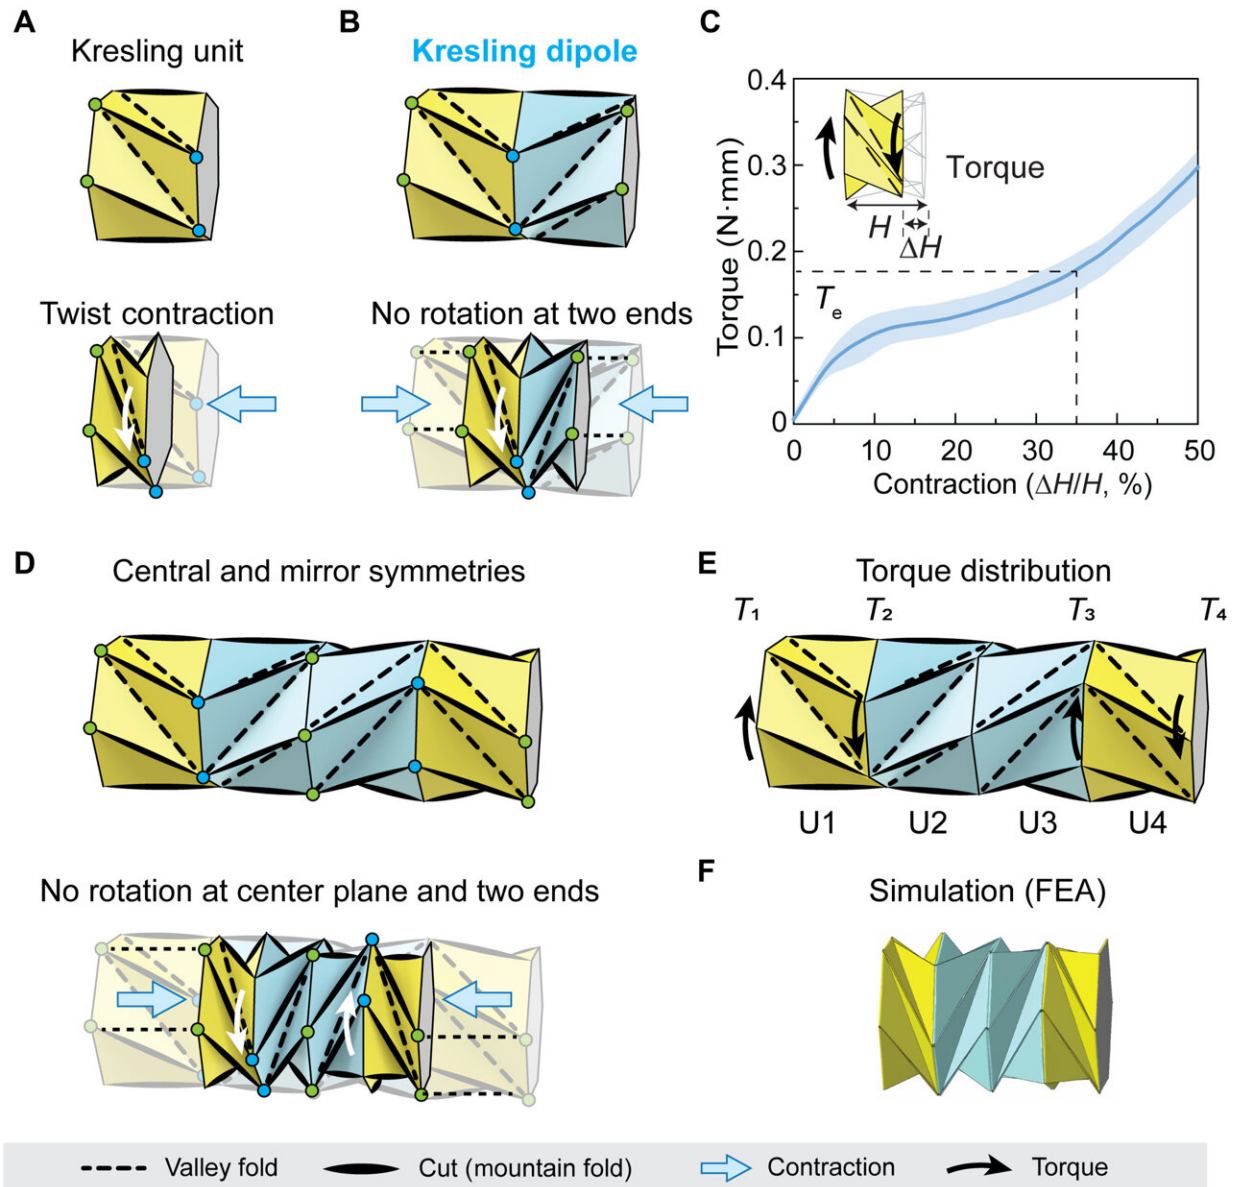 A
Kresling unit
Twist contraction
B
Kresling dipole
No rotation at two ends
C
Torque (N·mm)
0.4
0.3
0.2
0.1
0
Torque
H
ΔH
Te
0 10 20 30 40 50
Contraction (ΔH/H, %)
D
Central and mirror symmetries
No rotation at center plane and two ends
E
Torque distribution
T1 T2 T3 T4
U1 U2 U3 U4
F
Simulation (FEA)
Valley fold Cut (mountain fold) Contraction Torque